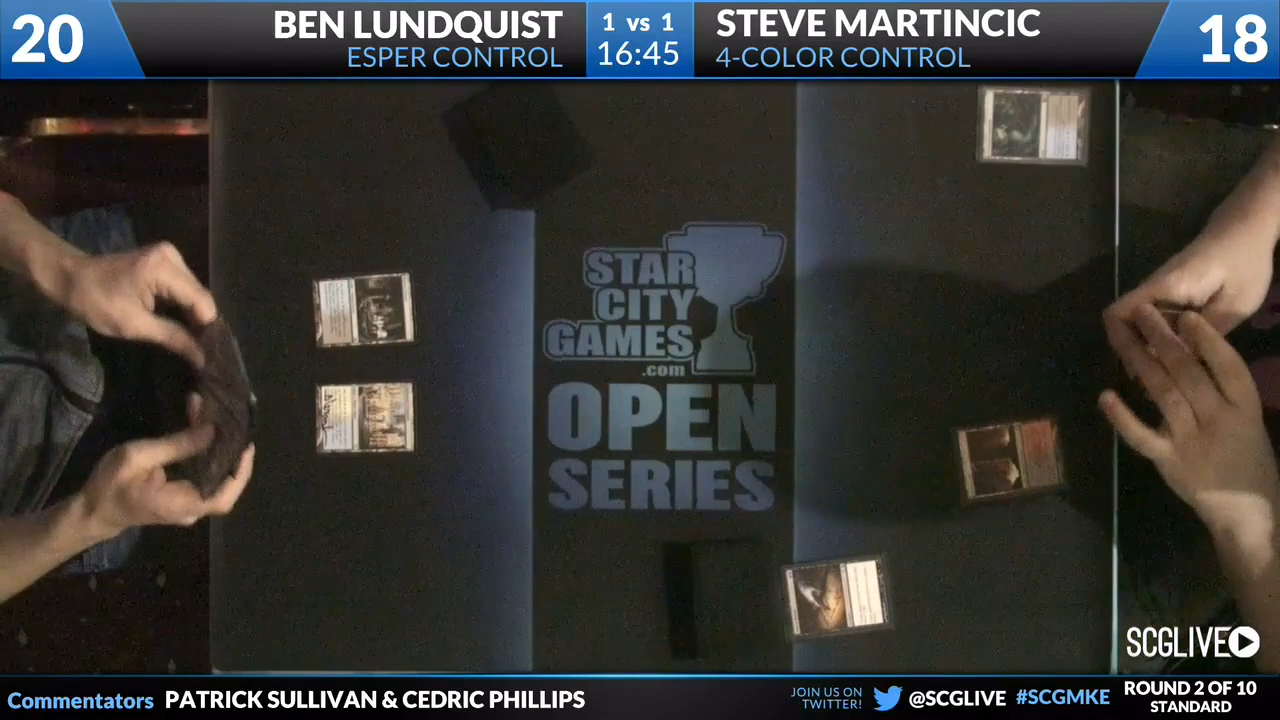 20
BEN LUNDQUIST
ESPER CONTROL
1 vs 1
16:45
STEVE MARTINCIC
4-COLOR CONTROL
18
STAR
CITY
GAMES
.com
OPEN
SERIES
SCGLIVE
Commentators PATRICK SULLIVAN & CEDRIC PHILLIPS
JOIN US ON
TWITTER!
@SCGLIVE #SCGMKE
ROUND 2 OF 10
STANDARD